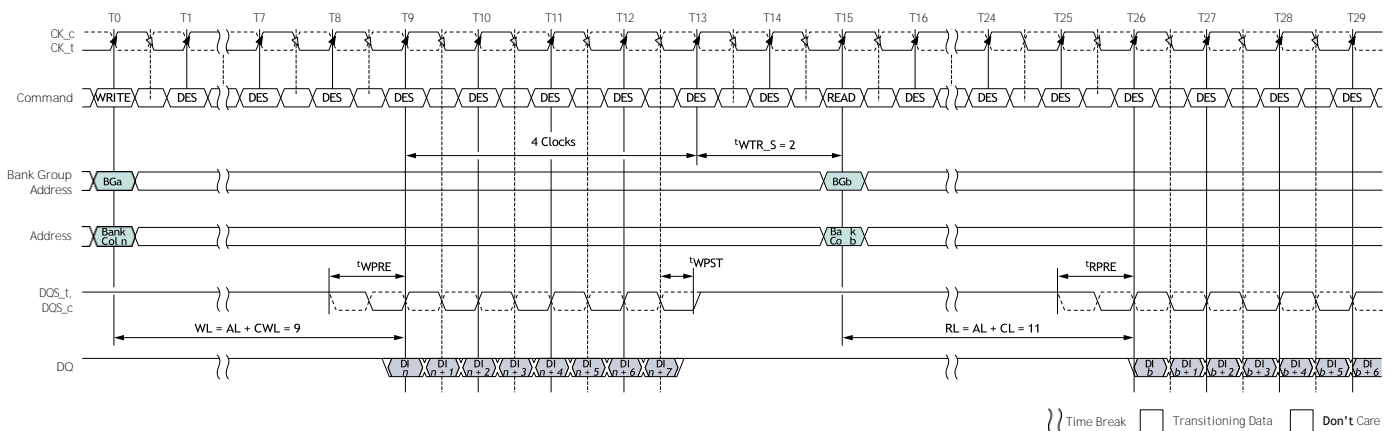 T0 T1 T7 T8 T9 T10 T11 T12 T13 T14 T15 T16 T24 T25 T26 T27 T28 T29
CK_c
CK_t
Command WRITE DES DES DES DES DES DES DES DES DES READ DES DES DES DES DES DES DES
4 Clocks tWTR_S = 2
Bank Group
Address
BGa BGb
Address
Bank
Col n
Ba k
Co b
tWPRE tWPST tRPRE
DQS_t,
DQS_c
WL = AL + CWL = 9 RL = AL + CL = 11
DQ
DI DI DI DI DI DI DI DI DI DI DI DI DI DI DI
n n + 1 n + 2 n + 3 n + 4 n + 5 n + 6 n + 7 b b + 1 b + 2 b + 3 b + 4 b + 5 b + 6
Time Break Transitioning Data Don't Care